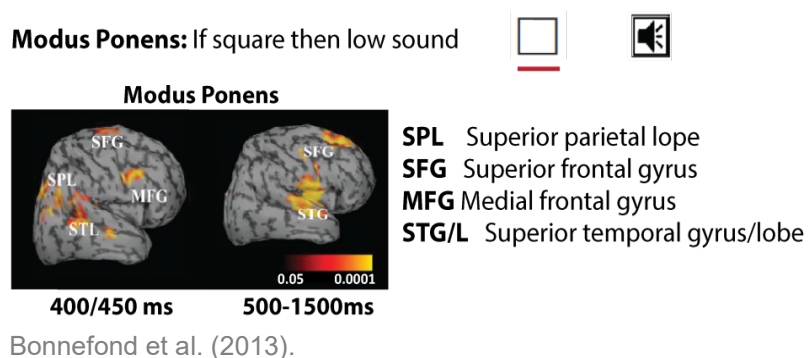 Modus Ponens: If square then low sound
Modus Ponens
SFG
SPL
MFG
STL
SFG
STG
0.05 0.0001
400/450 ms 500-1500ms
SPL Superior parietal lope
SFG Superior frontal gyrus
MFG Medial frontal gyrus
STG/L Superior temporal gyrus/lobe
Bonnefond et al. (2013).